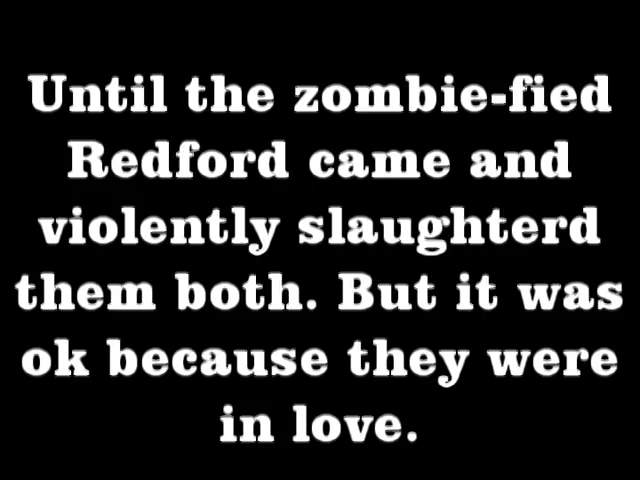 Until the zombie-fied
Redford came and
violently slaughterd
them both. But it was
ok because they were
in love.